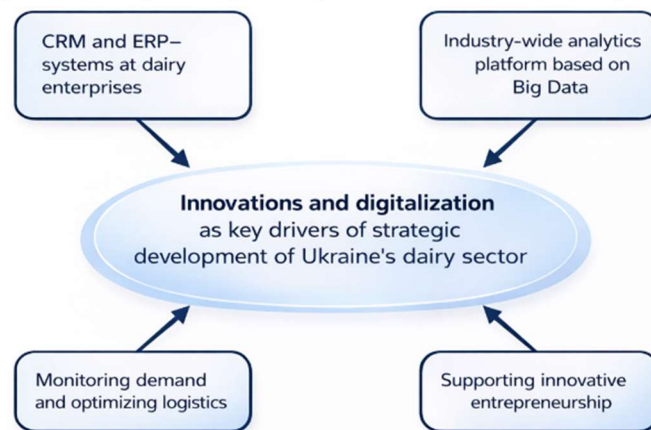 CRM and ERP–
systems at dairy
enterprises
Industry-wide analytics
platform based on
Big Data
Innovations and digitalization
as key drivers of strategic
development of Ukraine's dairy sector
Monitoring demand
and optimizing logistics
Supporting innovative
entrepreneurship